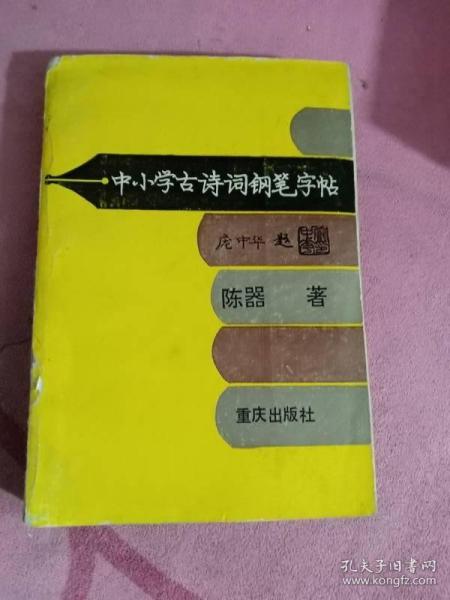 中小学古诗词钢笔字帖
庞中华 题
陈器 著
重庆出版社
孔夫子旧书网
www.kongfz.com